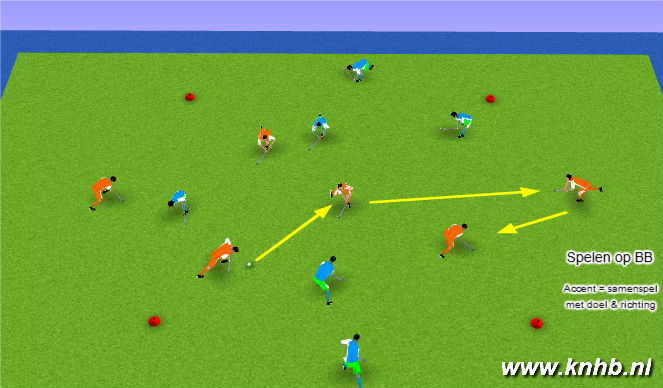 Spelen op BB
Accent = samenspel
met doel & richting
www.knhb.nl